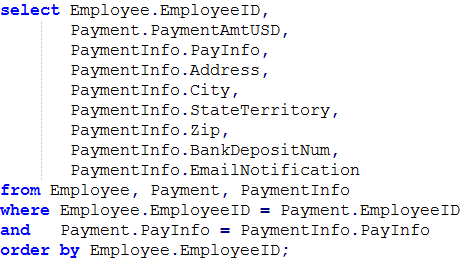 select Employee.EmployeeID,
Payment.PaymentAmtUSD,
PaymentInfo.PayInfo,
PaymentInfo.Address,
PaymentInfo.City,
PaymentInfo.StateTerritory,
PaymentInfo.Zip,
PaymentInfo.BankDepositNum,
PaymentInfo.EmailNotification
from Employee, Payment, PaymentInfo
where Employee.EmployeeID = Payment.EmployeeID
and Payment.PayInfo = PaymentInfo.PayInfo
order by Employee.EmployeeID;